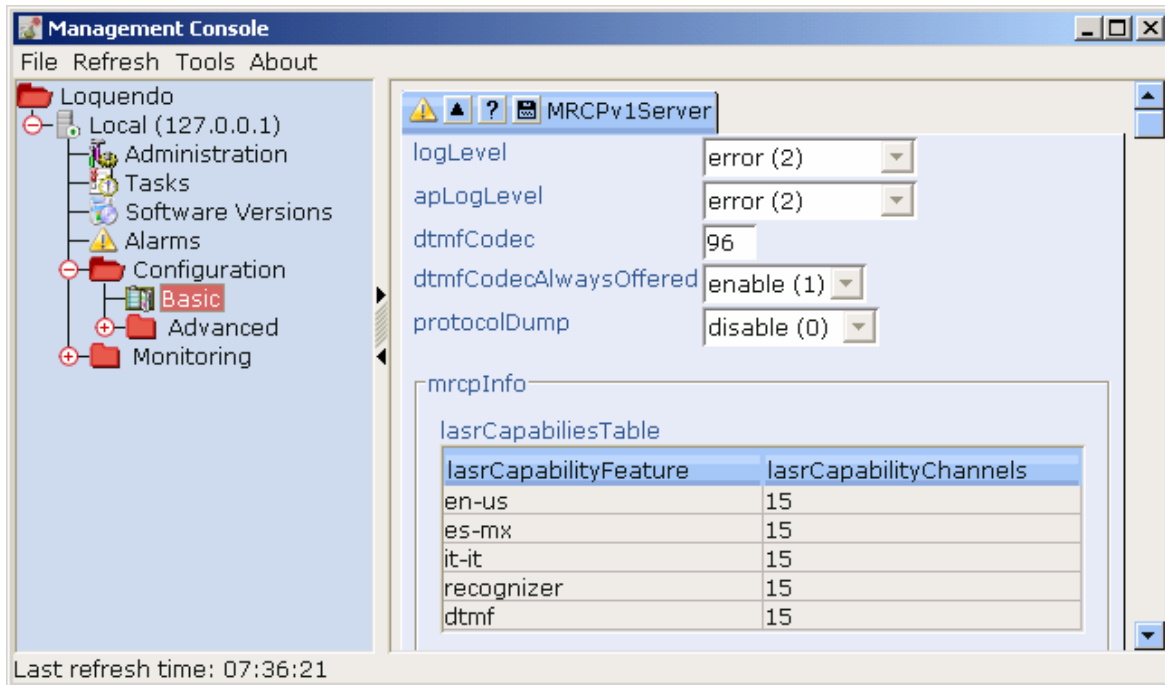 Management Console
File Refresh Tools About
Loquendo
Local (127.0.0.1)
Administration
Tasks
Software Versions
Alarms
Configuration
Basic
Advanced
Monitoring
? MRCPv1Server
logLevel error (2)
apLogLevel error (2)
dtmfCodec 96
dtmfCodecAlwaysOffered enable (1)
protocolDump disable (0)
mrcpInfo
lasrCapabiliesTable
lasrCapabilityFeature lasrCapabilityChannels
en-us 15
es-mx 15
it-it 15
recognizer 15
dtmf 15
Last refresh time: 07:36:21